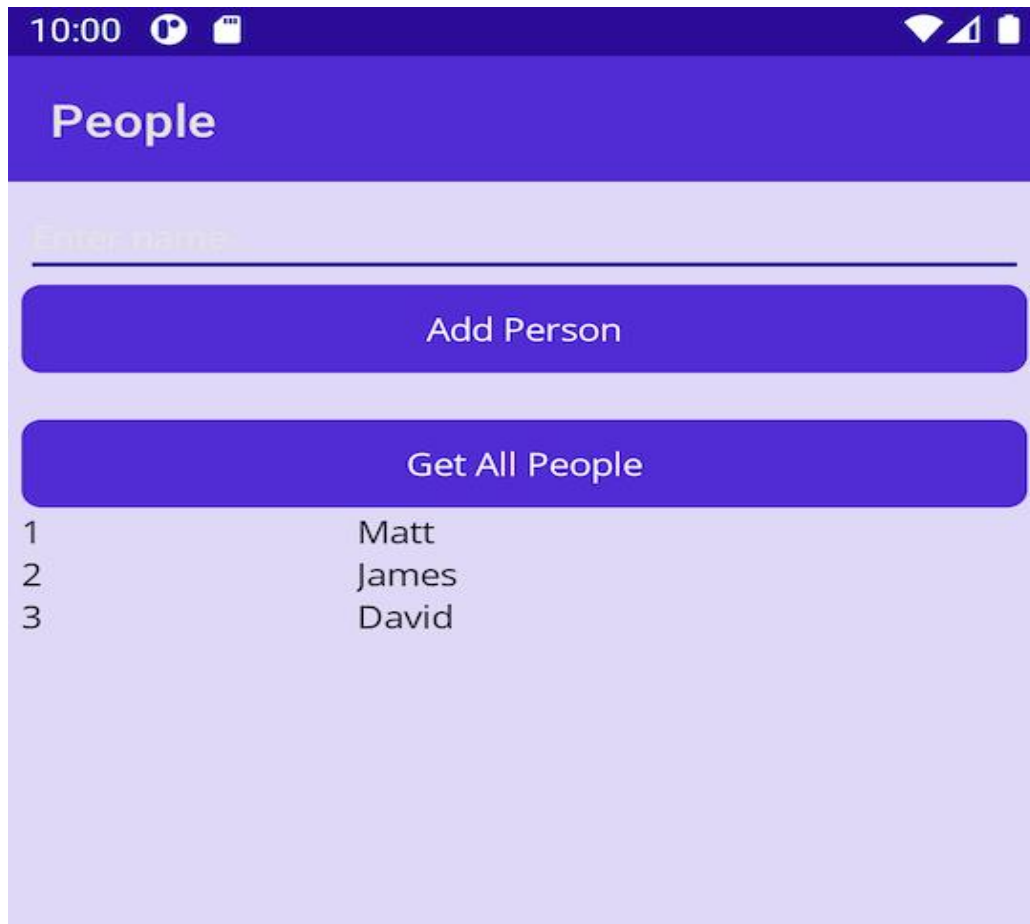 10:00
People
Enter name
Add Person
Get All People
1 Matt
2 James
3 David